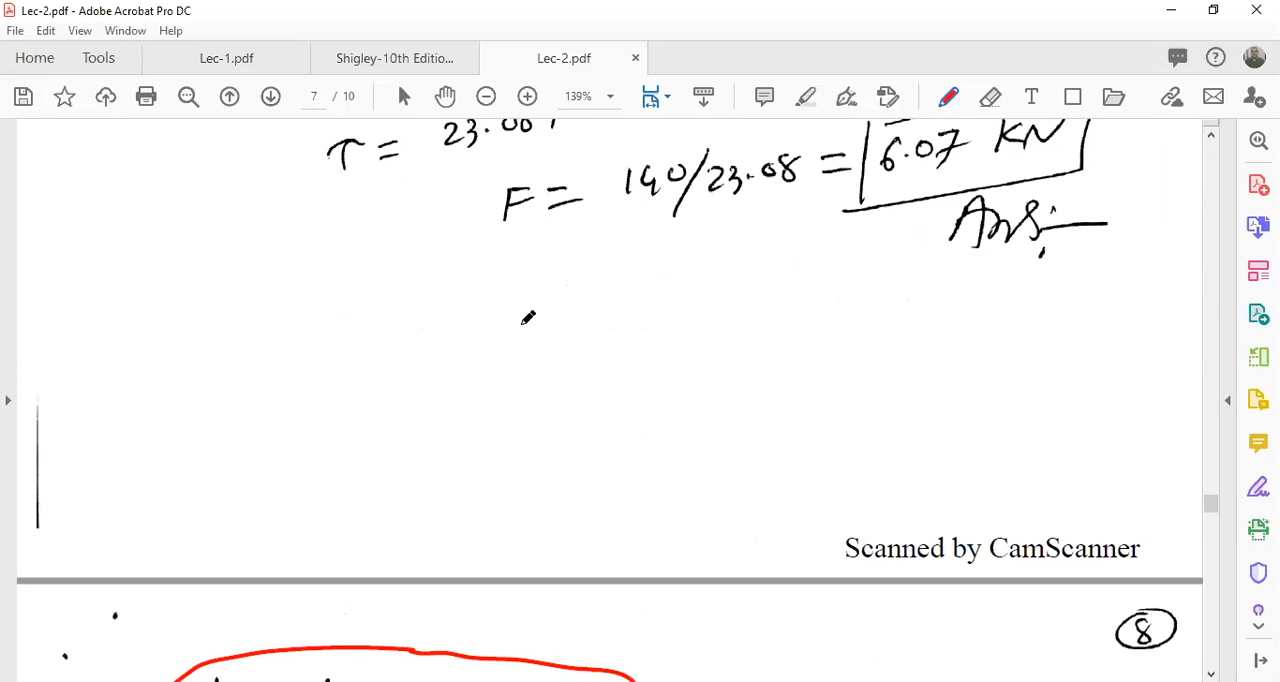 Lec-2.pdf - Adobe Acrobat Pro DC
File Edit View Window Help
Home Tools Lec-1.pdf Shigley-10th Editio... Lec-2.pdf
7 / 10 139%
τ =
F = 140/23.08 = 6.07 KN
Ans:
Scanned by CamScanner
8